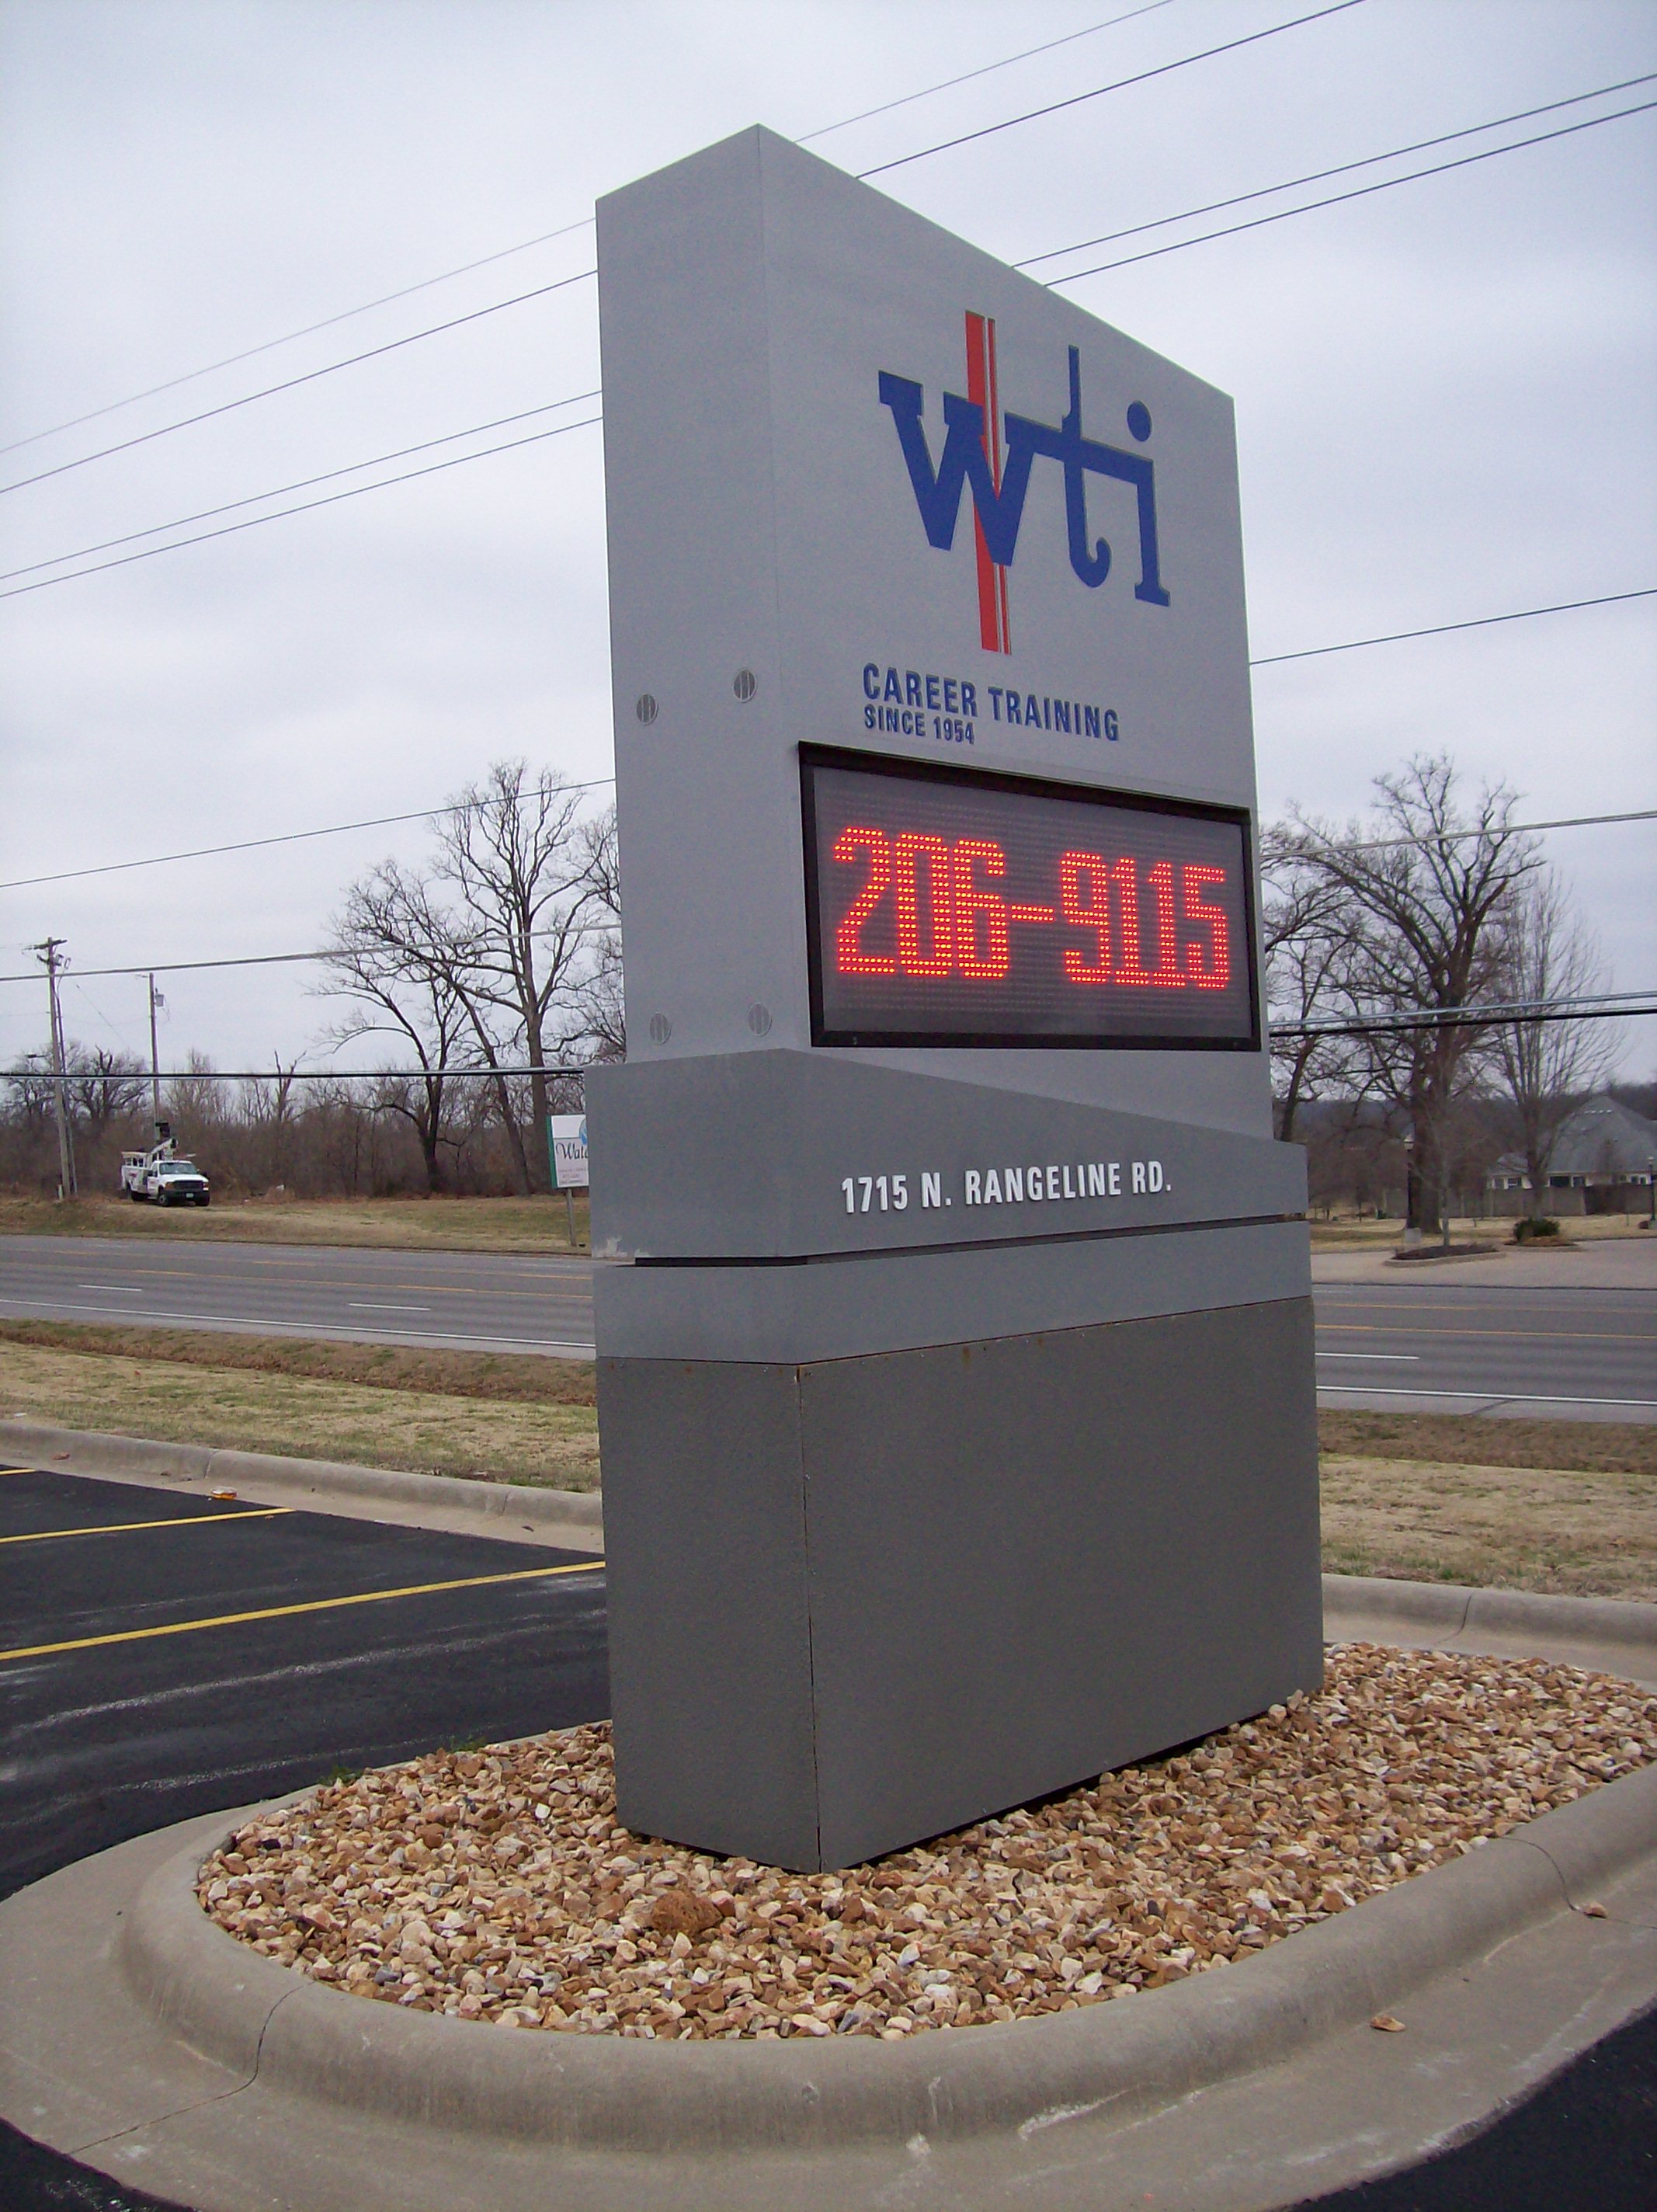 wti
CAREER TRAINING
SINCE 1954
206-9115
1715 N. RANGELINE RD.